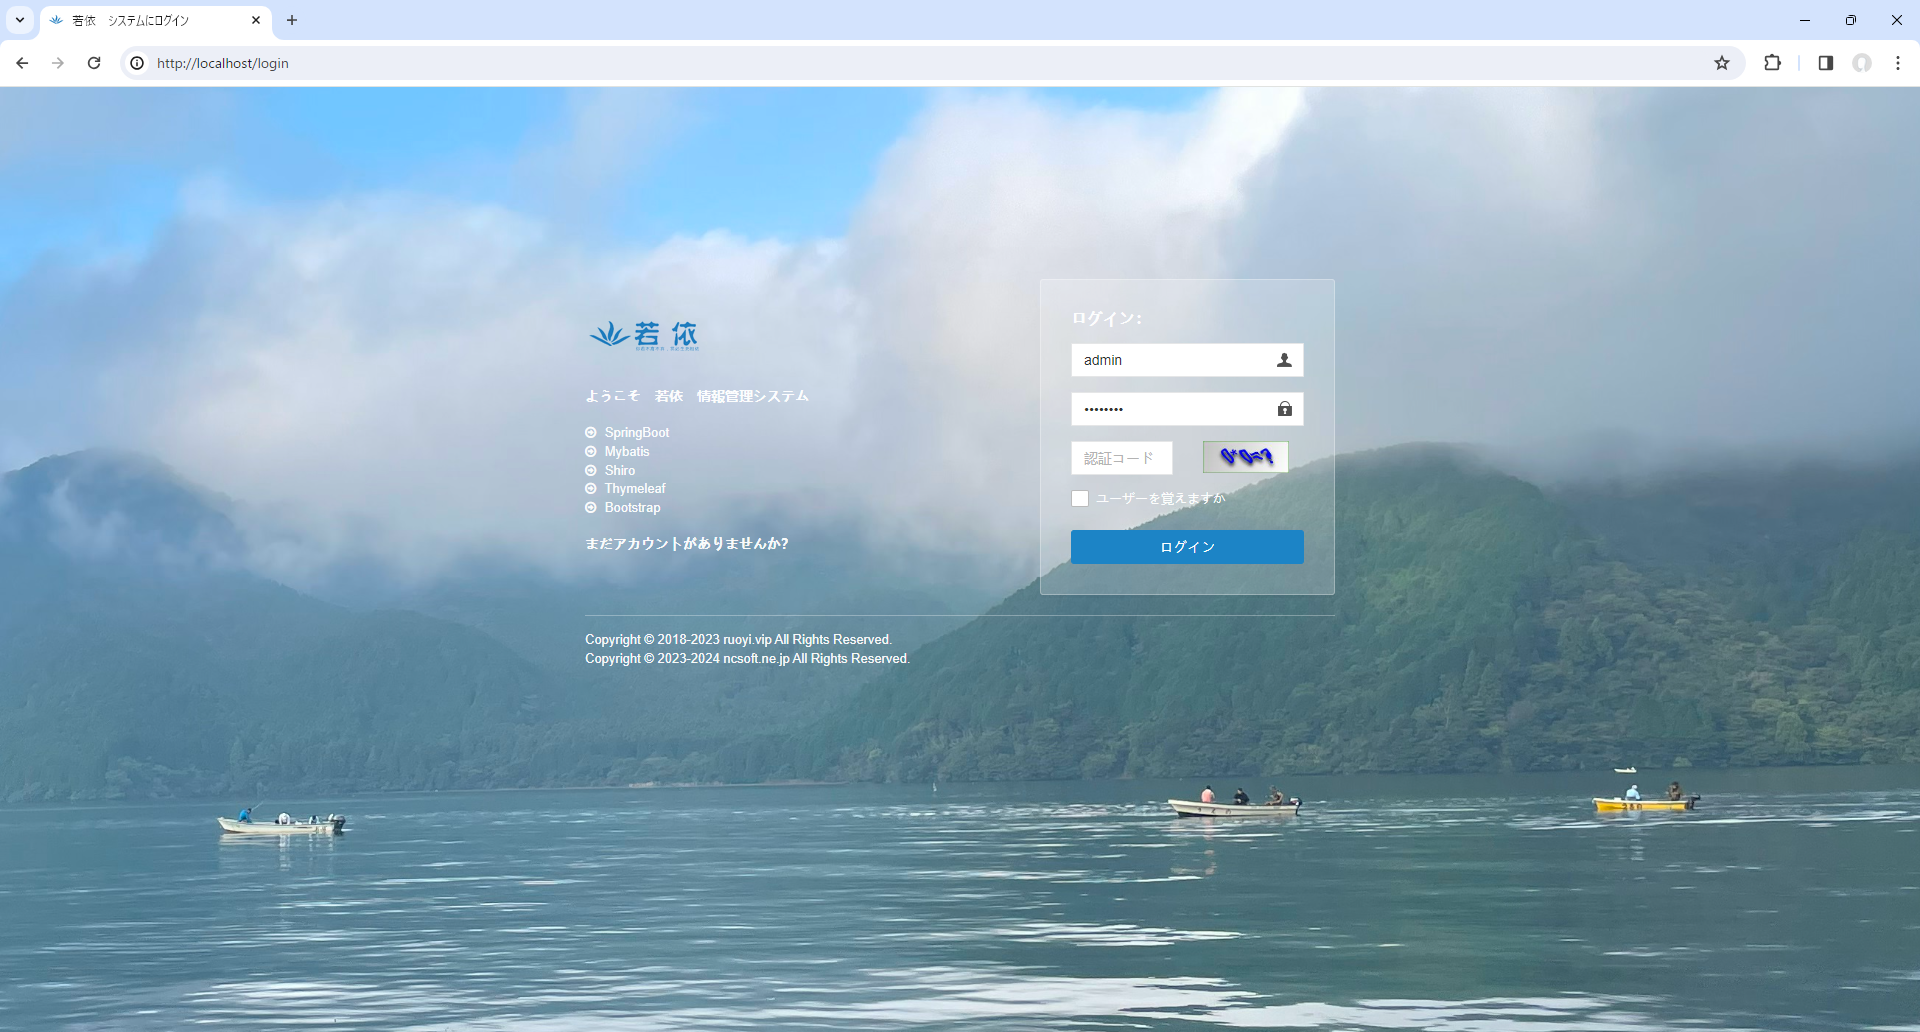 若依　システムにログイン
http://localhost/login
若依
ようこそ　若依　情報管理システム
SpringBoot
Mybatis
Shiro
Thymeleaf
Bootstrap
まだアカウントがありませんか?
ログイン：
admin
••••••••
認証コード
0*0=?
ユーザーを覚えますか
ログイン
Copyright © 2018-2023 ruoyi.vip All Rights Reserved.
Copyright © 2023-2024 ncsoft.ne.jp All Rights Reserved.